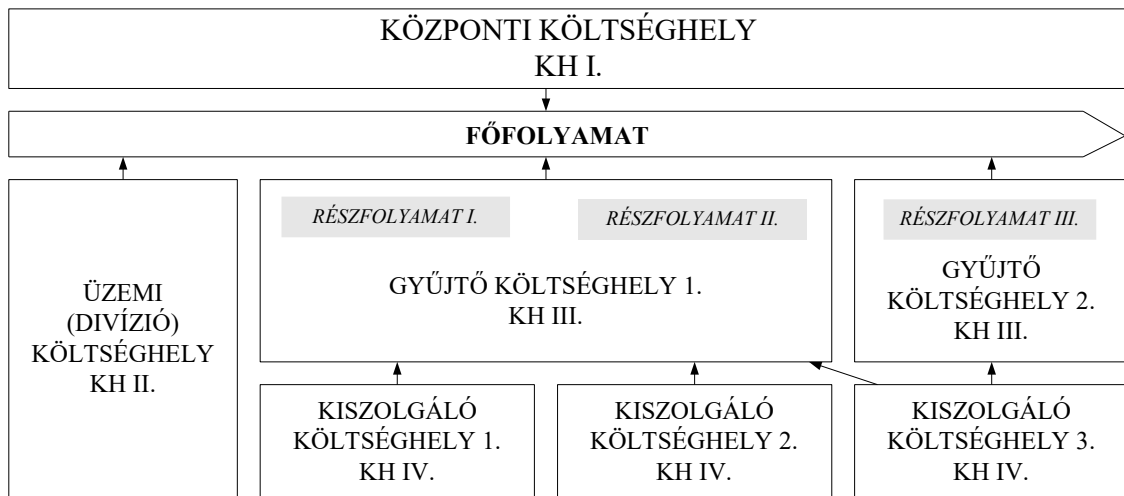 KÖZPONTI KÖLTSÉGHELY
KH I.
FŐFOLYAMAT
ÜZEMI
(DIVÍZIÓ)
KÖLTSÉGHELY
KH II.
RÉSZFOLYAMAT I.
RÉSZFOLYAMAT II.
GYŰJTŐ KÖLTSÉGHELY 1.
KH III.
RÉSZFOLYAMAT III.
GYŰJTŐ
KÖLTSÉGHELY 2.
KH III.
KISZOLGÁLÓ
KÖLTSÉGHELY 1.
KH IV.
KISZOLGÁLÓ
KÖLTSÉGHELY 2.
KH IV.
KISZOLGÁLÓ
KÖLTSÉGHELY 3.
KH IV.